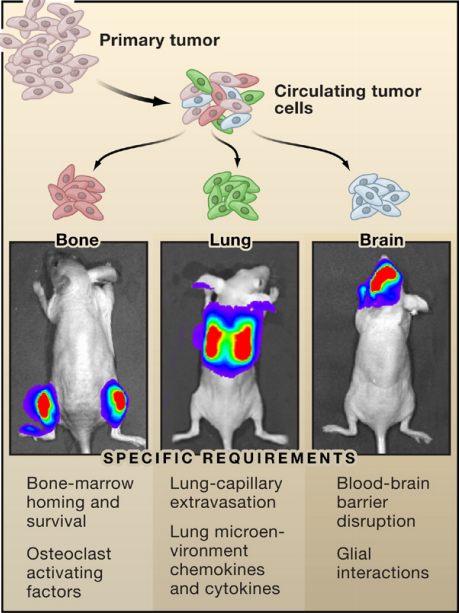 Primary tumor
Circulating tumor
cells
Bone
Lung
Brain
SPECIFIC REQUIREMENTS
Bone-marrow
homing and
survival
Osteoclast
activating
factors
Lung-capillary
extravasation
Lung microen-
vironment
chemokines
and cytokines
Blood-brain
barrier
disruption
Glial
interactions